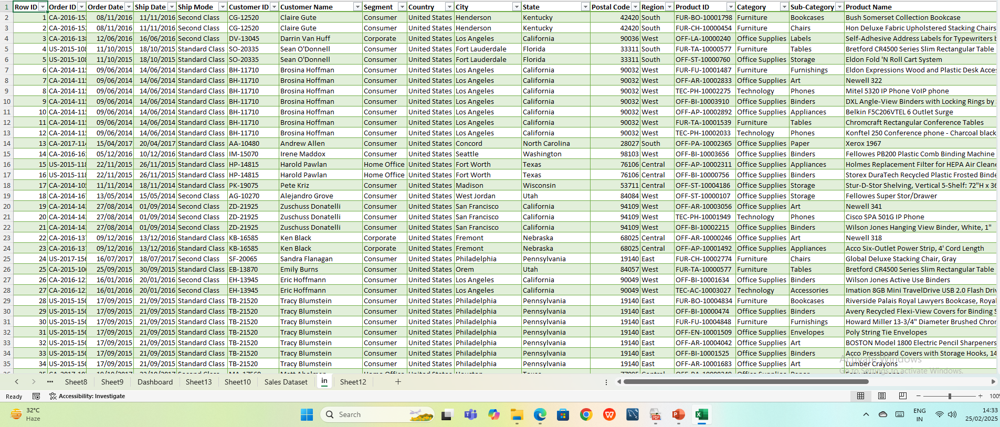 1 Row ID Order ID Order Date Ship Date Ship Mode Customer ID Customer Name Segment Country City State Postal Code Region Product ID Category Sub-Category Product Name
2 1 CA-2016-15 08/11/2016 11/11/2016 Second Class CG-12520 Claire Gute Consumer United States Henderson Kentucky 42420 South FUR-BO-10001798 Furniture Bookcases Bush Somerset Collection Bookcase
3 2 CA-2016-15 08/11/2016 11/11/2016 Second Class CG-12520 Claire Gute Consumer United States Henderson Kentucky 42420 South FUR-CH-10000454 Furniture Chairs Hon Deluxe Fabric Upholstered Stacking Chairs
4 3 CA-2016-138 12/06/2016 16/06/2016 Second Class DV-13045 Darrin Van Huff Corporate United States Los Angeles California 90036 West OFF-LA-10000240 Office Supplies Labels Self-Adhesive Address Labels for Typewriters b
5 4 US-2015-108 11/10/2015 18/10/2015 Standard Class SO-20335 Sean O'Donnell Consumer United States Fort Lauderdale Florida 33311 South FUR-TA-10000577 Furniture Tables Bretford CR4500 Series Slim Rectangular Table
6 5 US-2015-108 11/10/2015 18/10/2015 Standard Class SO-20335 Sean O'Donnell Consumer United States Fort Lauderdale Florida 33311 South OFF-ST-10000760 Office Supplies Storage Eldon Fold 'N Roll Cart System
7 6 CA-2014-11 09/06/2014 14/06/2014 Standard Class BH-11710 Brosina Hoffman Consumer United States Los Angeles California 90032 West FUR-FU-10001487 Furniture Furnishings Eldon Expressions Wood and Plastic Desk Acces
8 7 CA-2014-11 09/06/2014 14/06/2014 Standard Class BH-11710 Brosina Hoffman Consumer United States Los Angeles California 90032 West OFF-AR-10002833 Office Supplies Art Newell 322
9 8 CA-2014-11 09/06/2014 14/06/2014 Standard Class BH-11710 Brosina Hoffman Consumer United States Los Angeles California 90032 West TEC-PH-10002275 Technology Phones Mitel 5320 IP Phone VoIP phone
10 9 CA-2014-11 09/06/2014 14/06/2014 Standard Class BH-11710 Brosina Hoffman Consumer United States Los Angeles California 90032 West OFF-BI-10003910 Office Supplies Binders DXL Angle-View Binders with Locking Rings by
11 10 CA-2014-11 09/06/2014 14/06/2014 Standard Class BH-11710 Brosina Hoffman Consumer United States Los Angeles California 90032 West OFF-AP-10002892 Office Supplies Appliances Belkin F5C206VTEL 6 Outlet Surge
12 11 CA-2014-11 09/06/2014 14/06/2014 Standard Class BH-11710 Brosina Hoffman Consumer United States Los Angeles California 90032 West FUR-TA-10001539 Furniture Tables Chromcraft Rectangular Conference Tables
13 12 CA-2014-11 09/06/2014 14/06/2014 Standard Class BH-11710 Brosina Hoffman Consumer United States Los Angeles California 90032 West TEC-PH-10002033 Technology Phones Konftel 250 Conference phone - Charcoal black
14 13 CA-2017-114 15/04/2017 20/04/2017 Standard Class AA-10480 Andrew Allen Consumer United States Concord North Carolina 28027 South OFF-PA-10002365 Office Supplies Paper Xerox 1967
15 14 CA-2016-16 05/12/2016 10/12/2016 Standard Class IM-15070 Irene Maddox Consumer United States Seattle Washington 98103 West OFF-BI-10003656 Office Supplies Binders Fellowes PB200 Plastic Comb Binding Machine
16 15 US-2015-118 22/11/2015 26/11/2015 Standard Class HP-14815 Harold Pawlan Home Office United States Fort Worth Texas 76106 Central OFF-AP-10002311 Office Supplies Appliances Holmes Replacement Filter for HEPA Air Cleane
17 16 US-2015-118 22/11/2015 26/11/2015 Standard Class HP-14815 Harold Pawlan Home Office United States Fort Worth Texas 76106 Central OFF-BI-10000756 Office Supplies Binders Storex DuraTech Recycled Plastic Frosted Binde
18 17 CA-2014-105 11/11/2014 18/11/2014 Standard Class PK-19075 Pete Kriz Consumer United States Madison Wisconsin 53711 Central OFF-ST-10004186 Office Supplies Storage Stur-D-Stor Shelving, Vertical 5-Shelf: 72"H x 36
19 18 CA-2014-167 13/05/2014 15/05/2014 Second Class AG-10270 Alejandro Grove Consumer United States West Jordan Utah 84084 West OFF-ST-10000107 Office Supplies Storage Fellowes Super Stor/Drawer
20 19 CA-2014-14 27/08/2014 01/09/2014 Second Class ZD-21925 Zuschuss Donatelli Consumer United States San Francisco California 94109 West OFF-AR-10003056 Office Supplies Art Newell 341
21 20 CA-2014-14 27/08/2014 01/09/2014 Second Class ZD-21925 Zuschuss Donatelli Consumer United States San Francisco California 94109 West TEC-PH-10001949 Technology Phones Cisco SPA 501G IP Phone
22 21 CA-2014-14 27/08/2014 01/09/2014 Second Class ZD-21925 Zuschuss Donatelli Consumer United States San Francisco California 94109 West OFF-BI-10002215 Office Supplies Binders Wilson Jones Hanging View Binder, White, 1"
23 22 CA-2016-137 09/12/2016 13/12/2016 Standard Class KB-16585 Ken Black Corporate United States Fremont Nebraska 68025 Central OFF-AR-10000246 Office Supplies Art Newell 318
24 23 CA-2016-137 09/12/2016 13/12/2016 Standard Class KB-16585 Ken Black Corporate United States Fremont Nebraska 68025 Central OFF-AP-10001492 Office Supplies Appliances Acco Six-Outlet Power Strip, 4' Cord Length
25 24 US-2017-156 16/07/2017 18/07/2017 Second Class SF-20065 Sandra Flanagan Consumer United States Philadelphia Pennsylvania 19140 East FUR-CH-10002774 Furniture Chairs Global Deluxe Stacking Chair, Gray
26 25 CA-2015-106 25/09/2015 30/09/2015 Standard Class EB-13870 Emily Burns Consumer United States Orem Utah 84057 West FUR-TA-10000577 Furniture Tables Bretford CR4500 Series Slim Rectangular Table
27 26 CA-2016-12 16/01/2016 20/01/2016 Second Class EH-13945 Eric Hoffmann Consumer United States Los Angeles California 90049 West OFF-BI-10001634 Office Supplies Binders Wilson Jones Active Use Binders
28 27 CA-2016-12 16/01/2016 20/01/2016 Second Class EH-13945 Eric Hoffmann Consumer United States Los Angeles California 90049 West TEC-AC-10003027 Technology Accessories Imation 8GB Mini TravelDrive USB 2.0 Flash Driv
29 28 US-2015-150 17/09/2015 21/09/2015 Standard Class TB-21520 Tracy Blumstein Consumer United States Philadelphia Pennsylvania 19140 East FUR-BO-10004834 Furniture Bookcases Riverside Palais Royal Lawyers Bookcase, Royal
30 29 US-2015-150 17/09/2015 21/09/2015 Standard Class TB-21520 Tracy Blumstein Consumer United States Philadelphia Pennsylvania 19140 East OFF-BI-10000474 Office Supplies Binders Avery Recycled Flexi-View Covers for Binding S
31 30 US-2015-150 17/09/2015 21/09/2015 Standard Class TB-21520 Tracy Blumstein Consumer United States Philadelphia Pennsylvania 19140 East FUR-FU-10004848 Furniture Furnishings Howard Miller 13-3/4" Diameter Brushed Chror
32 31 US-2015-150 17/09/2015 21/09/2015 Standard Class TB-21520 Tracy Blumstein Consumer United States Philadelphia Pennsylvania 19140 East OFF-EN-10001509 Office Supplies Envelopes Poly String Tie Envelopes
33 32 US-2015-150 17/09/2015 21/09/2015 Standard Class TB-21520 Tracy Blumstein Consumer United States Philadelphia Pennsylvania 19140 East OFF-AR-10004042 Office Supplies Art BOSTON Model 1800 Electric Pencil Sharpeners
34 33 US-2015-150 17/09/2015 21/09/2015 Standard Class TB-21520 Tracy Blumstein Consumer United States Philadelphia Pennsylvania 19140 East OFF-BI-10001525 Office Supplies Binders Acco Pressboard Covers with Storage Hooks, 14
35 34 US-2015-150 17/09/2015 21/09/2015 Standard Class TB-21520 Tracy Blumstein Consumer United States Philadelphia Pennsylvania 19140 East OFF-AR-10001683 Office Supplies Art Lumber Crayons
Activate Windows
Go to Settings to activate Windows.
Sheet8 Sheet9 Dashboard Sheet13 Sheet10 Sales Dataset in Sheet12
Ready Accessibility: Investigate 100%
32°C
Haze
Search
ENG
IN
14:33
25/02/2025